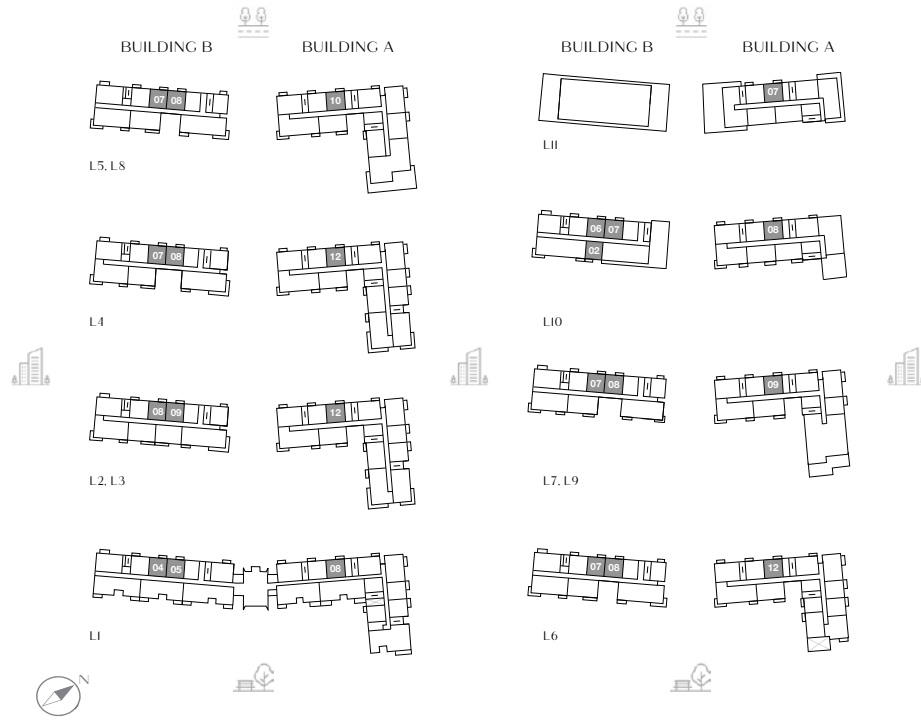 BUILDING B BUILDING A
07 08 10
L5, L8
07 08 12
L4
08 09 12
L2, L3
04 05 08
L1
N
BUILDING B BUILDING A
07
L11
06 07 08
02
L10
07 08 09
L7, L9
07 08 12
L6